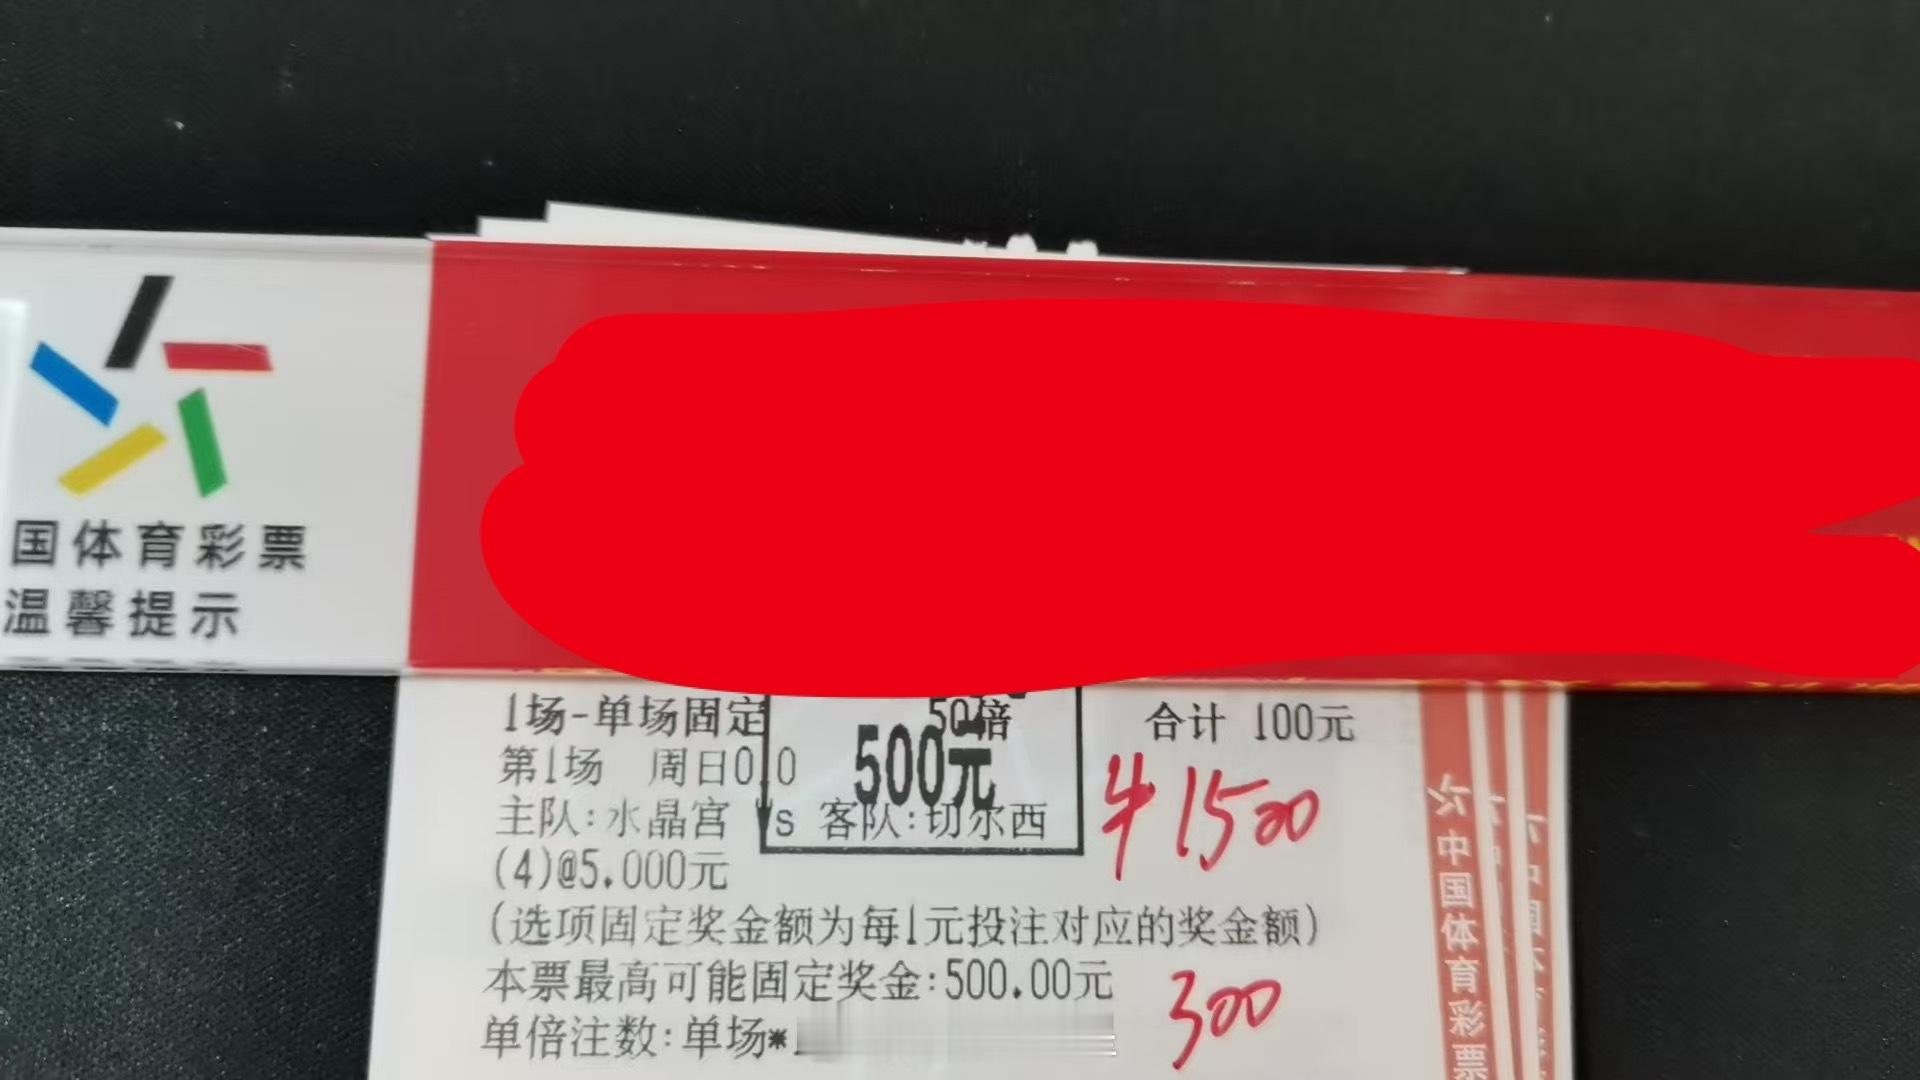 国体育彩票
温馨提示
1场-单场固定 50倍 合计 100元
500元
第1场 周日010
主队:水晶宫 Vs 客队:切尔西
(4)@5.000元
1500
(选项固定奖金额为每1元投注对应的奖金额)
本票最高可能固定奖金:500.00元
300
单倍注数:单场*
中国体育彩票